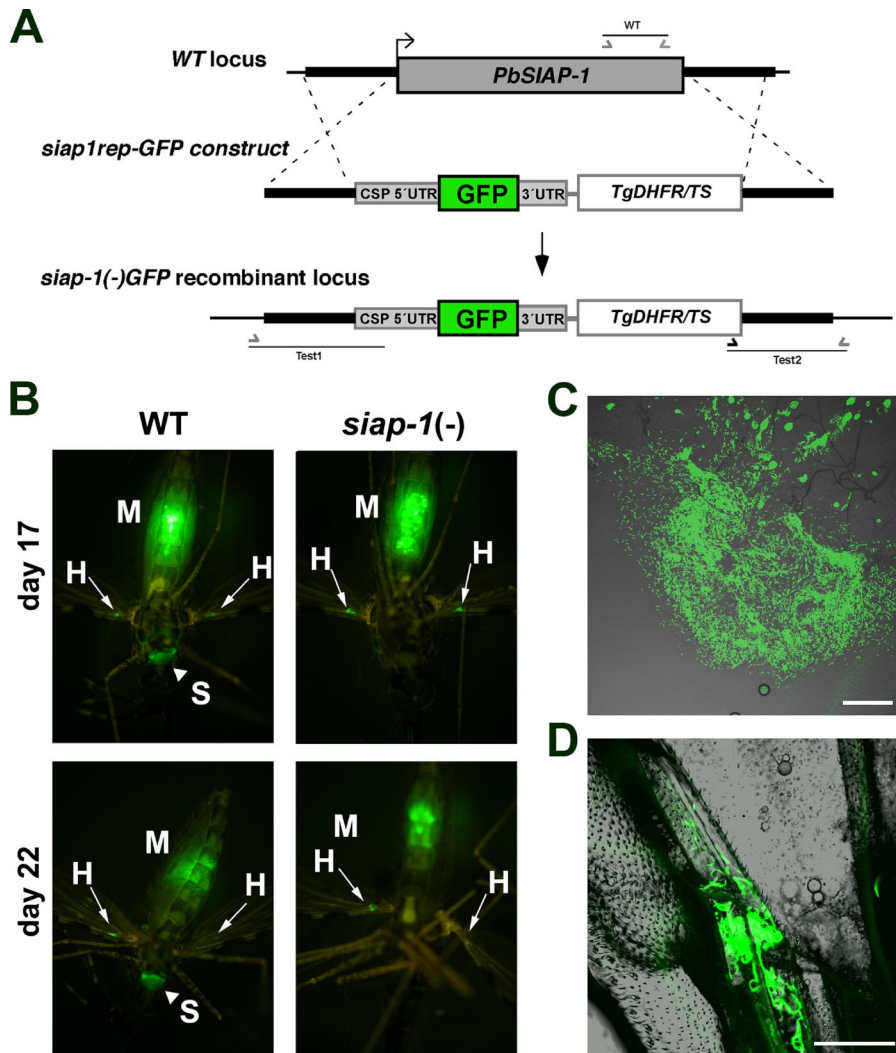 A
WT
WT locus
PbSIAP-1
siap1rep-GFP construct
CSP 5´UTR GFP 3´UTR TgDHFR/TS
siap-1(-)GFP recombinant locus
CSP 5´UTR GFP 3´UTR TgDHFR/TS
Test1 Test2
B
WT siap-1(-)
day 17
M
H H
S
M
H H
day 22
M
H H
S
M
H H
C
D